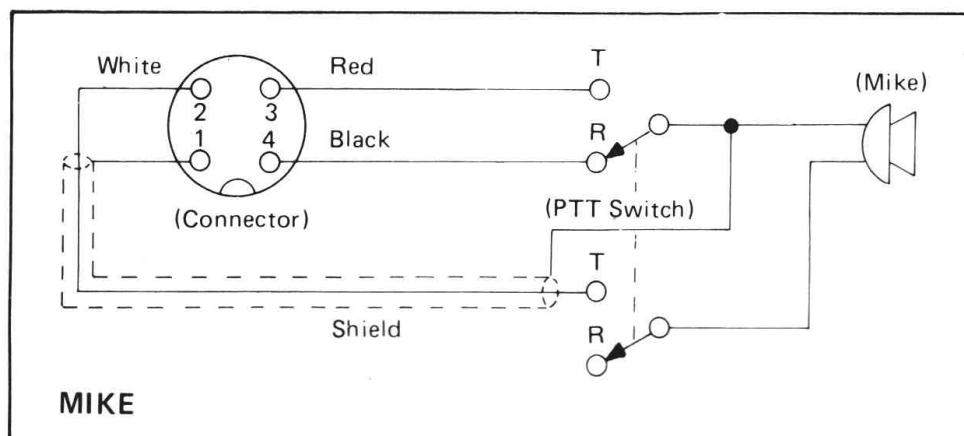 White
Red
T
(Mike)
2
3
R
1
4
Black
(Connector)
(PTT Switch)
T
Shield
R
MIKE